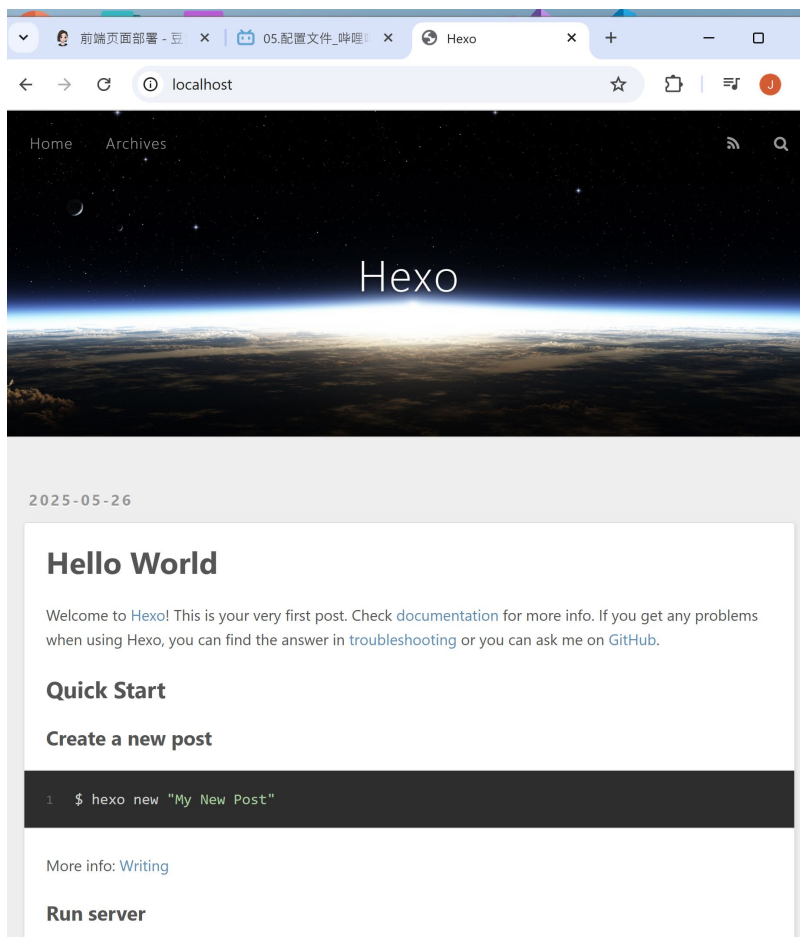 前端页面部署 - 豆
05.配置文件_哔哩
Hexo
localhost
J
Home Archives
Hexo
2025-05-26
Hello World
Welcome to Hexo! This is your very first post. Check documentation for more info. If you get any problems
when using Hexo, you can find the answer in troubleshooting or you can ask me on GitHub.
Quick Start
Create a new post
1 $ hexo new "My New Post"
More info: Writing
Run server